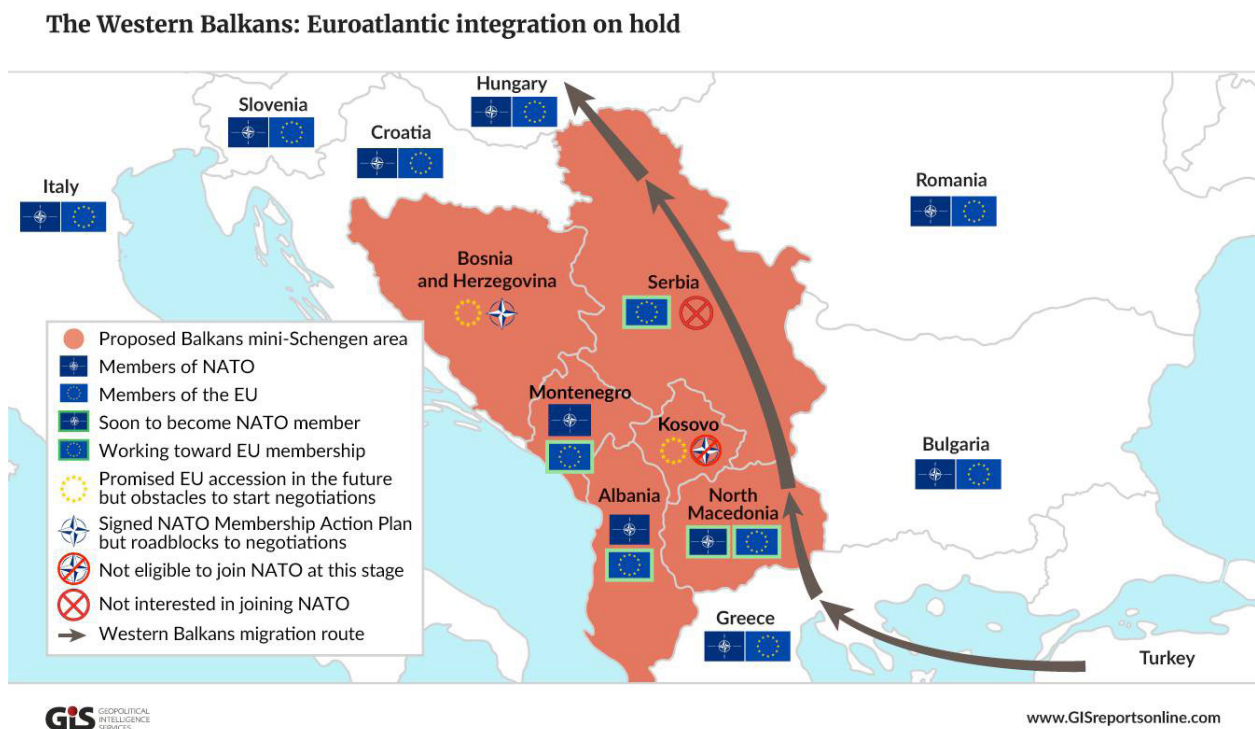 The Western Balkans: Euroatlantic integration on hold
Hungary
Slovenia
Croatia
Italy
Romania
Bosnia
and Herzegovina
Serbia
Proposed Balkans mini-Schengen area
Members of NATO
Members of the EU
Soon to become NATO member
Working toward EU membership
Promised EU accession in the future
but obstacles to start negotiations
Signed NATO Membership Action Plan
but roadblocks to negotiations
Not eligible to join NATO at this stage
Not interested in joining NATO
Western Balkans migration route
Montenegro
Kosovo
Bulgaria
Albania
North
Macedonia
Greece
Turkey
GIS
GEOPOLITICAL
INTELLIGENCE
SERVICES
www.GISreportsonline.com